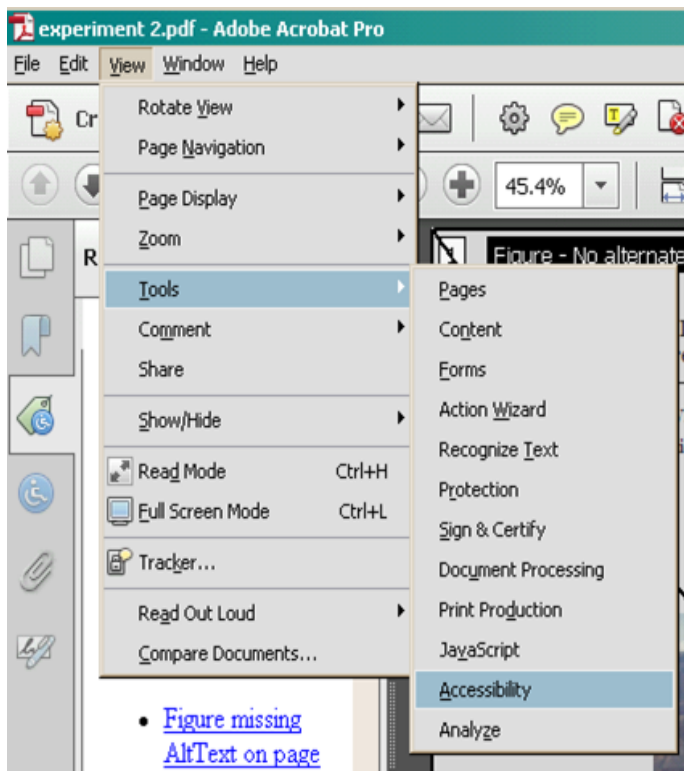 experiment 2.pdf - Adobe Acrobat Pro
File Edit View Window Help
Cr
45.4%
Rotate View
Page Navigation
Page Display
Zoom
Tools
Comment
Share
Show/Hide
Read Mode Ctrl+H
Full Screen Mode Ctrl+L
Tracker...
Read Out Loud
Compare Documents...
R
Figure - No alternate
Pages
Content
Forms
Action Wizard
Recognize Text
Protection
Sign & Certify
Document Processing
Print Production
JavaScript
Accessibility
Analyze
Figure missing
AltText on page